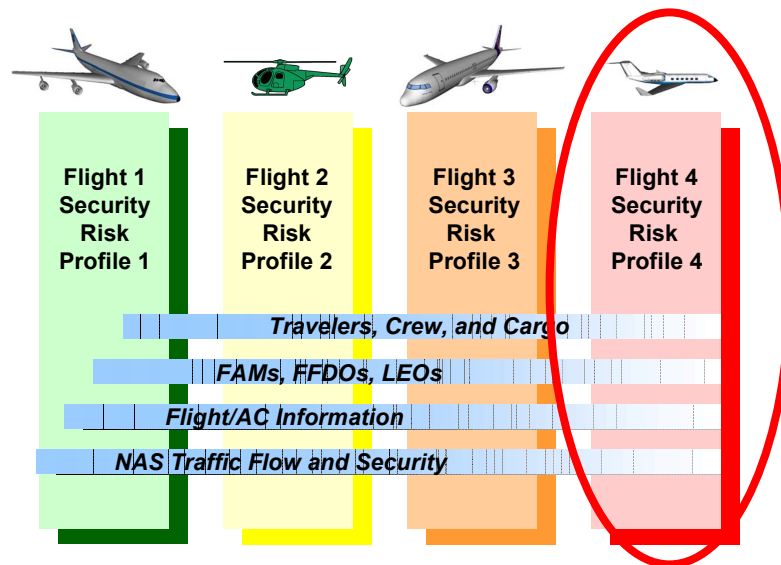 Flight 1
Security
Risk
Profile 1
Flight 2
Security
Risk
Profile 2
Flight 3
Security
Risk
Profile 3
Flight 4
Security
Risk
Profile 4
Travelers, Crew, and Cargo
FAMs, FFDOs, LEOs
Flight/AC Information
NAS Traffic Flow and Security